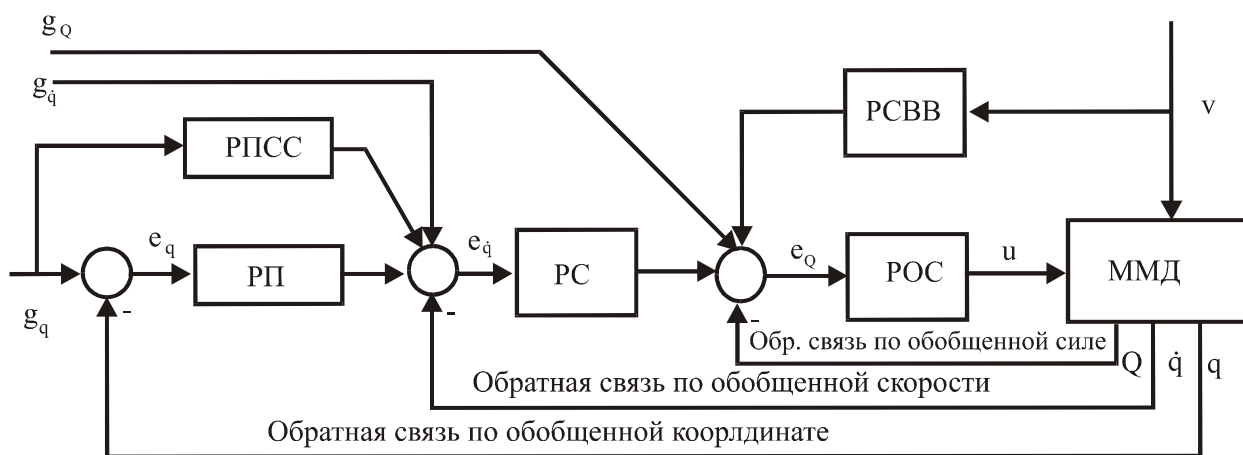 g_Q
g_q̇
РПСС
РСВВ
v
e_q
РП
e_q̇
РС
e_Q
РОС
u
ММД
g_q
-
-
-
Обр. связь по обобщенной силе
Q q̇ q
Обратная связь по обобщенной скорости
Обратная связь по обобщенной коорлдинате